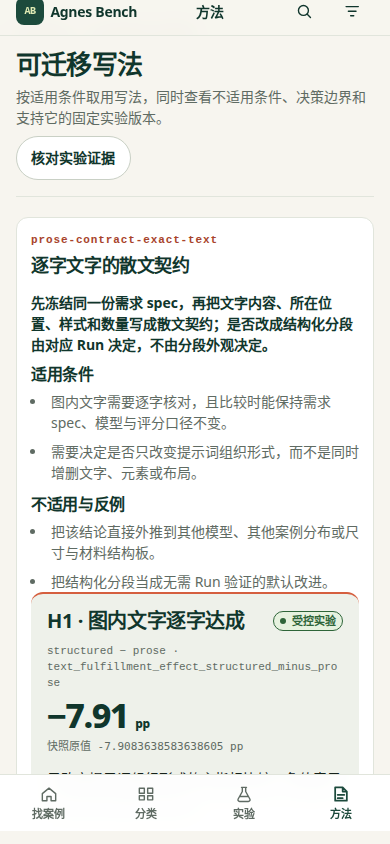 AB Agnes Bench 方法
可迁移写法
按适用条件取用写法，同时查看不适用条件、决策边界和
支持它的固定实验版本。
核对实验证据
prose-contract-exact-text
逐字文字的散文契约
先冻结同一份需求 spec，再把文字内容、所在位
置、样式和数量写成散文契约；是否改成结构化分段
由对应 Run 决定，不由分段外观决定。
适用条件
图内文字需要逐字核对，且比较时能保持需求
spec、模型与评分口径不变。
需要决定是否只改变提示词组织形式，而不是同时
增删文字、元素或布局。
不适用与反例
把该结论直接外推到其他模型、其他案例分布或尺
寸与材料结构板。
把结构化分段当成无需 Run 验证的默认改进。
H1 · 图内文字逐字达成 受控实验
structured − prose ·
text_fulfillment_effect_structured_minus_pro
se
−7.91 pp
快照原值 -7.9083638583638605 pp
找案例 分类 实验 方法